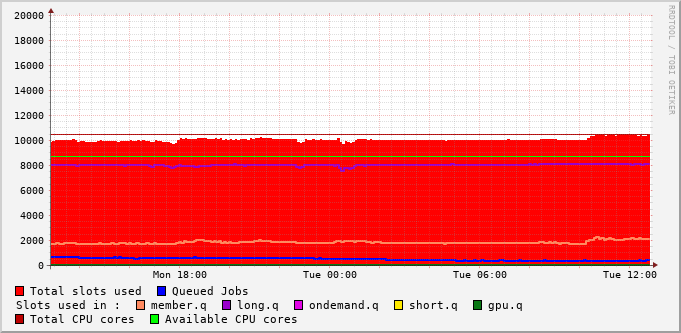 20000
18000
16000
14000
12000
10000
8000
6000
4000
2000
0
Mon 18:00 Tue 00:00 Tue 06:00 Tue 12:00
Total slots used Queued Jobs
Slots used in : member.q long.q ondemand.q short.q gpu.q
Total CPU cores Available CPU cores
RRDTOOL / TOBI OETIKER